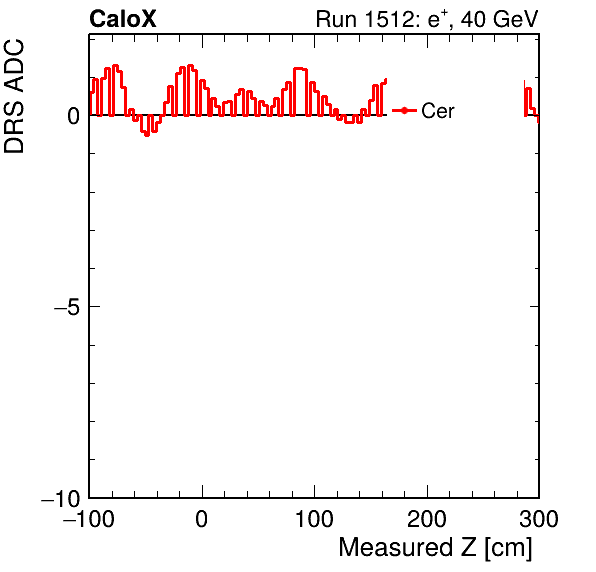 CaloX Run 1512: e⁺, 40 GeV
DRS ADC
Cer
0
−5
−10
−100 0 100 200 300
Measured Z [cm]